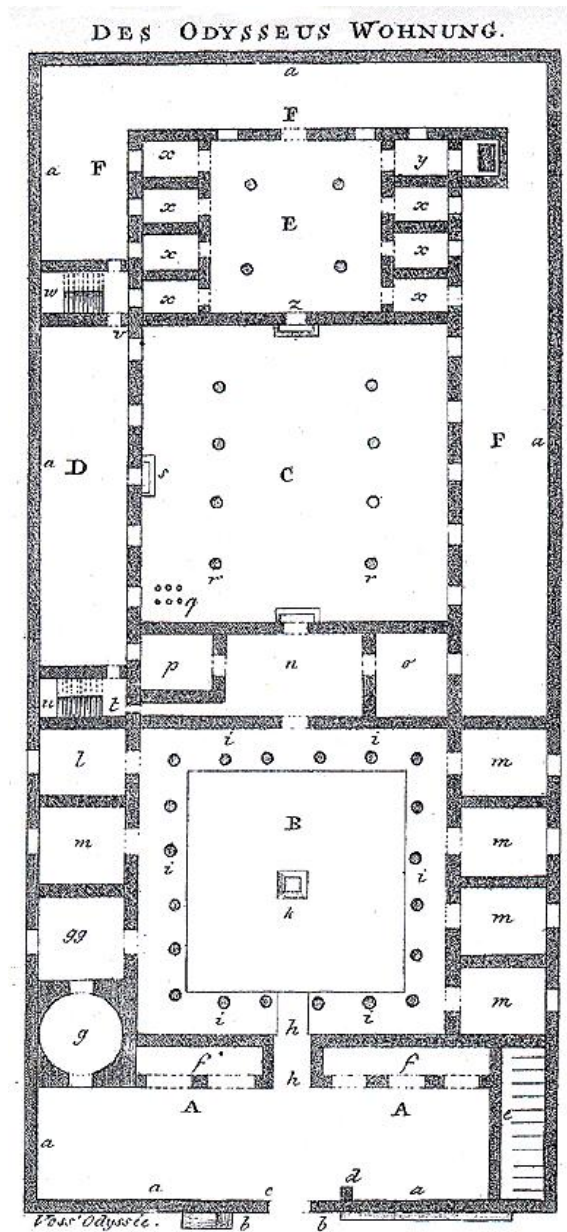 DES ODYSSEUS WOHNUNG.
a
F
a F x y
x E x
x x
w x z x
v
a D s C F a
r r
q
p n o
u t
i i
l m
B
m i i m
k
gg m
g i h i m
f h f
A A e
a
d
a c a
Voss' Odyssee. b b